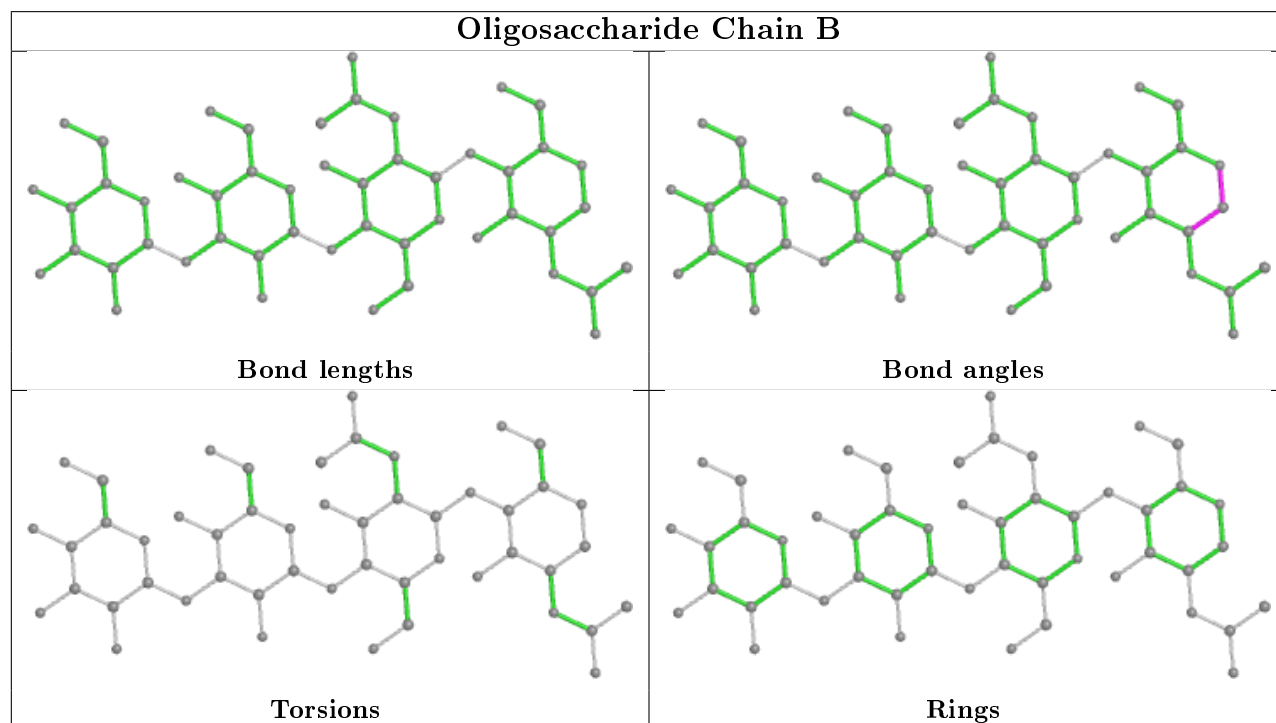 Oligosaccharide Chain B
Bond lengths
Bond angles
Torsions
Rings